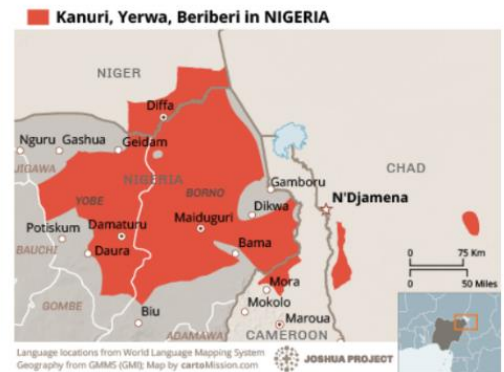 Kanuri, Yerwa, Beriberi in NIGERIA
NIGER
Diffa
Nguru Gashua Geidam
JIGAWA
NIGERIA
CHAD
YOBE
BORNO
Gamboru
Dikwa
N'Djamena
Potiskum Damaturu Maiduguri
BAUCHI
Daura
Bama
0 75 Km
0 50 Miles
GOMBE
Mora
Biu
Mokolo
Maroua
ADAMAWA
CAMEROON
Language locations from World Language Mapping System
Geography from GMMS (GMI); Map by cartoMission.com
JOSHUA PROJECT